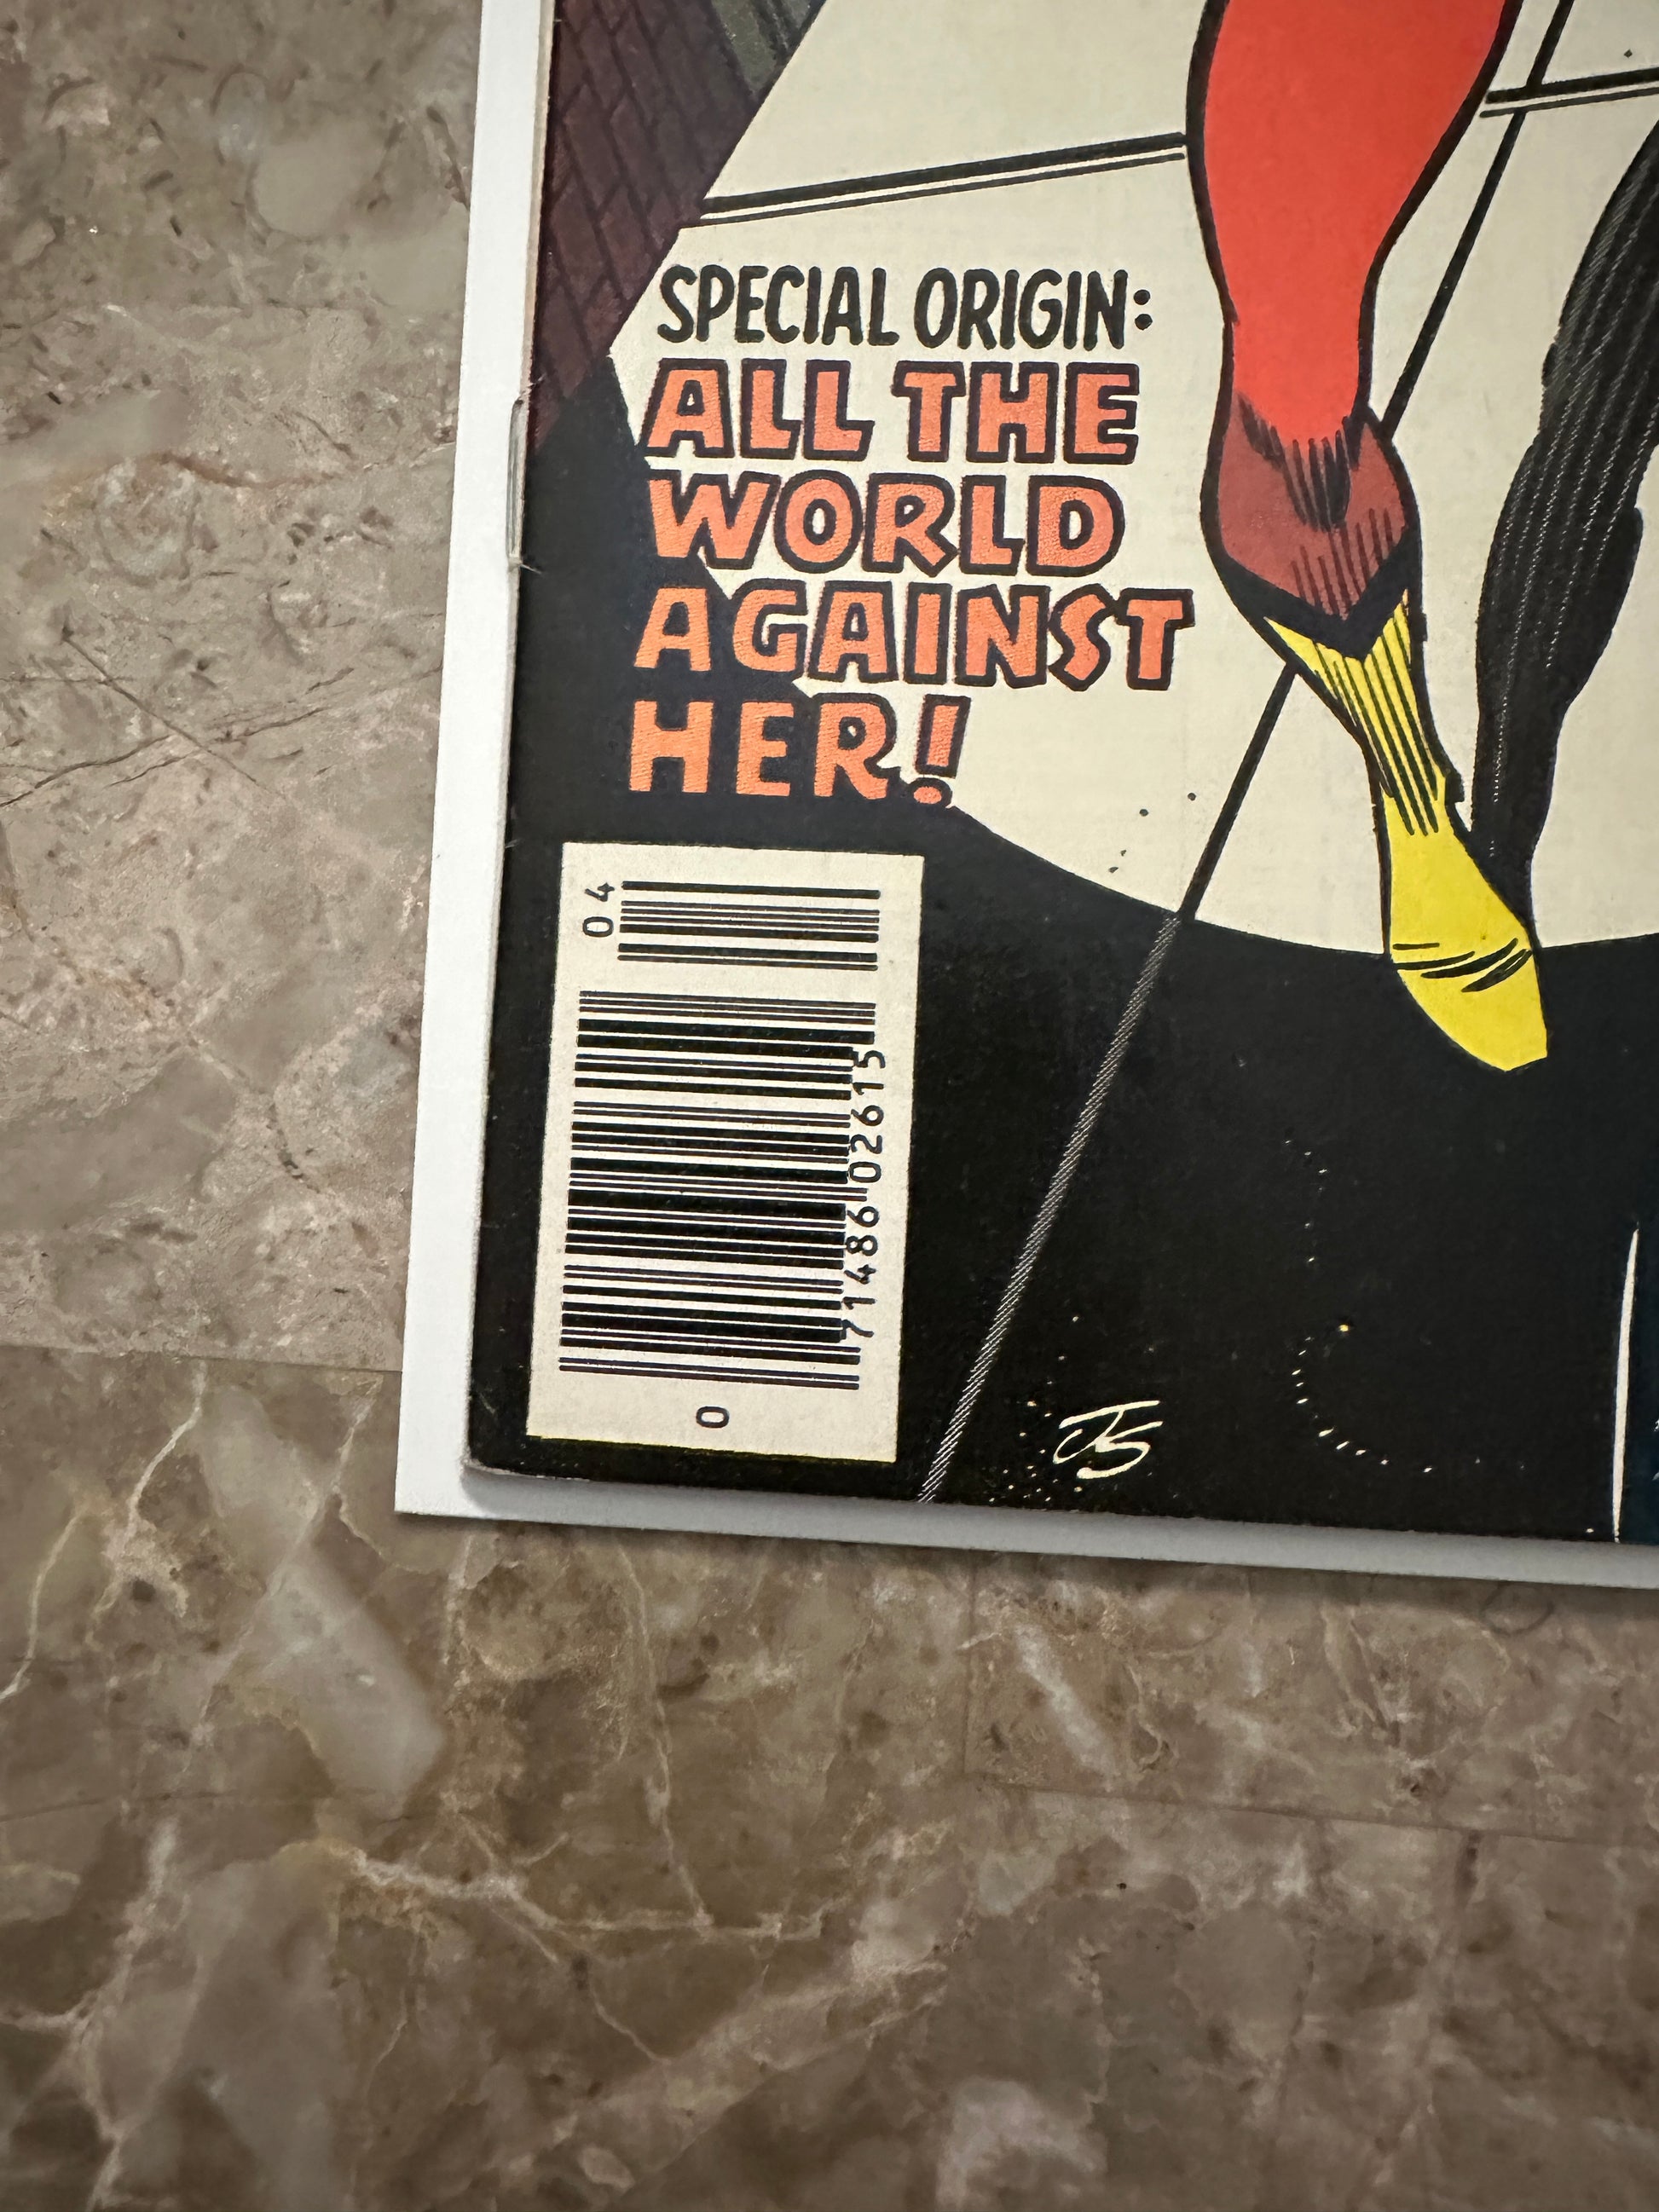 SPECIAL ORIGIN:
ALL THE
WORLD
AGAINST
HER!
04
71486 02615
0
JS